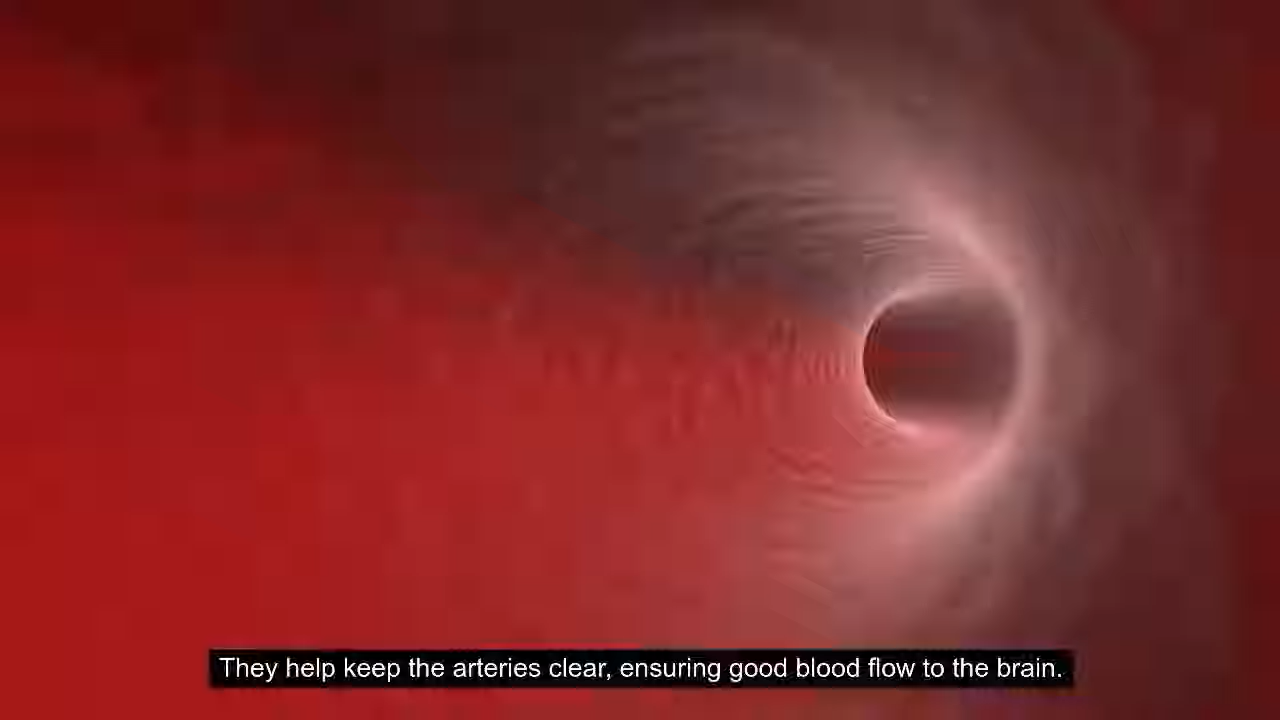 They help keep the arteries clear, ensuring good blood flow to the brain.